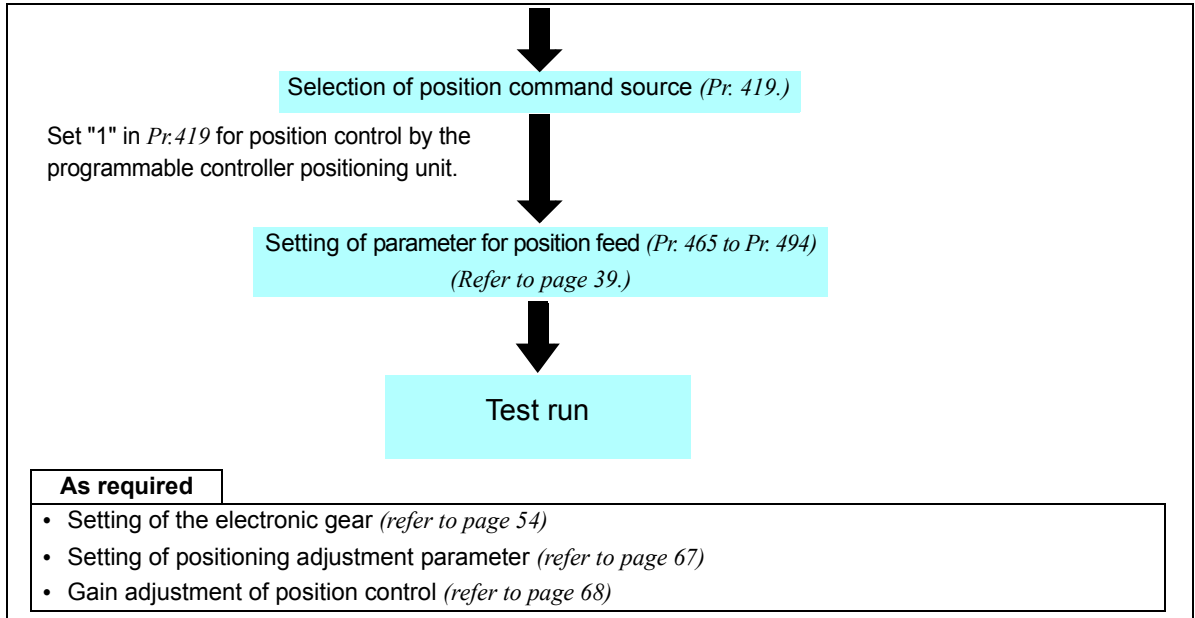 Selection of position command source (Pr. 419.)
Set "1" in Pr.419 for position control by the
programmable controller positioning unit.
Setting of parameter for position feed (Pr. 465 to Pr. 494)
(Refer to page 39.)
Test run
As required
• Setting of the electronic gear (refer to page 54)
• Setting of positioning adjustment parameter (refer to page 67)
• Gain adjustment of position control (refer to page 68)